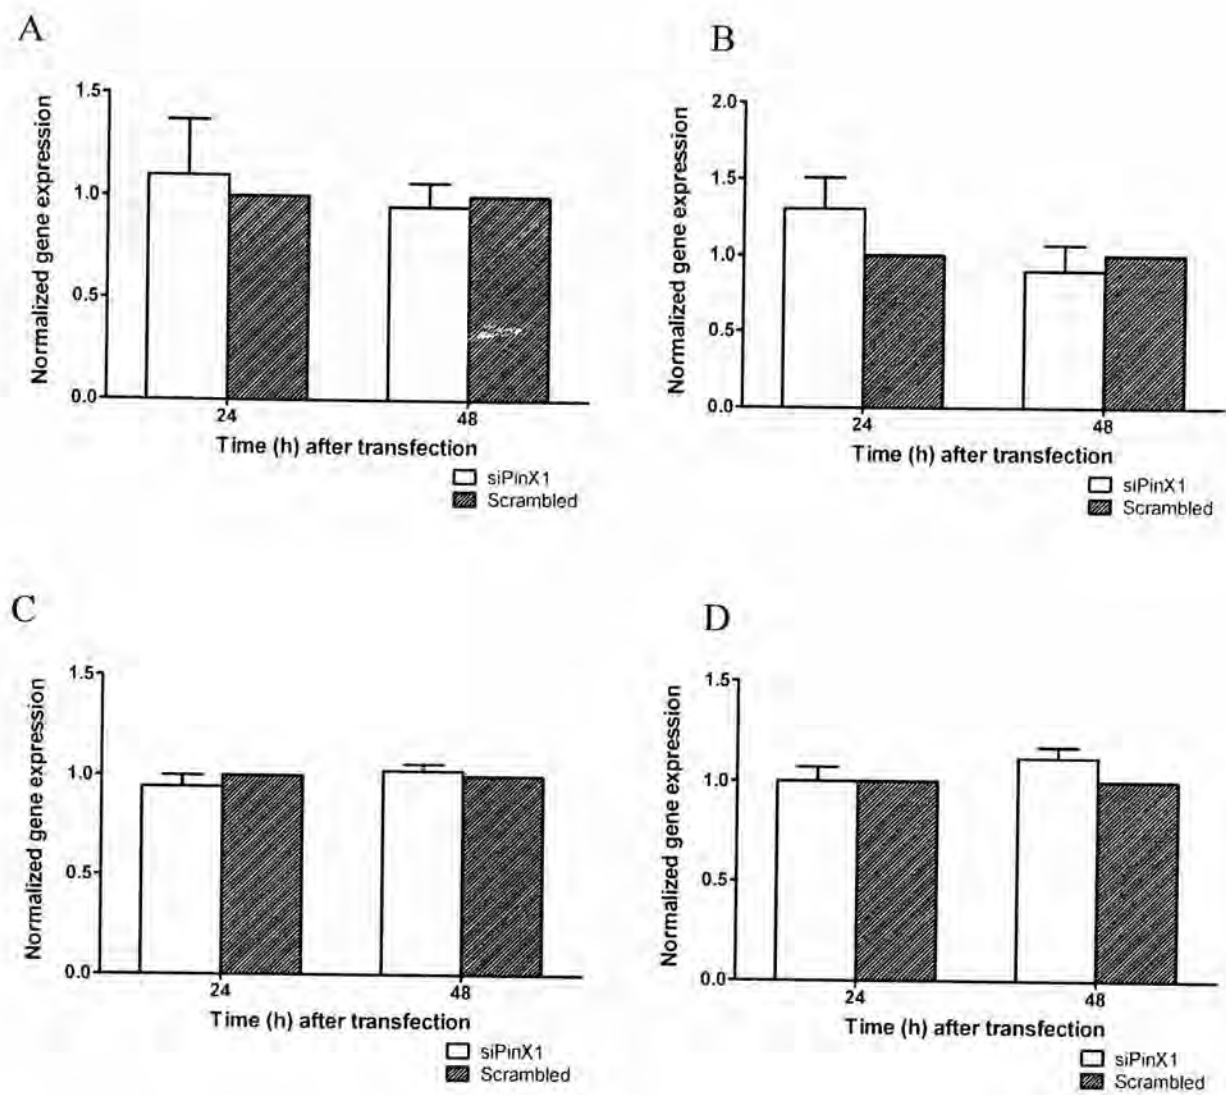 A
Normalized gene expression
1.5
1.0
0.5
0.0
24
48
Time (h) after transfection
siPinX1
Scrambled
B
Normalized gene expression
2.0
1.5
1.0
0.5
0.0
24
48
Time (h) after transfection
siPinX1
Scrambled
C
Normalized gene expression
1.5
1.0
0.5
0.0
24
48
Time (h) after transfection
siPinX1
Scrambled
D
Normalized gene expression
1.5
1.0
0.5
0.0
24
48
Time (h) after transfection
siPinX1
Scrambled